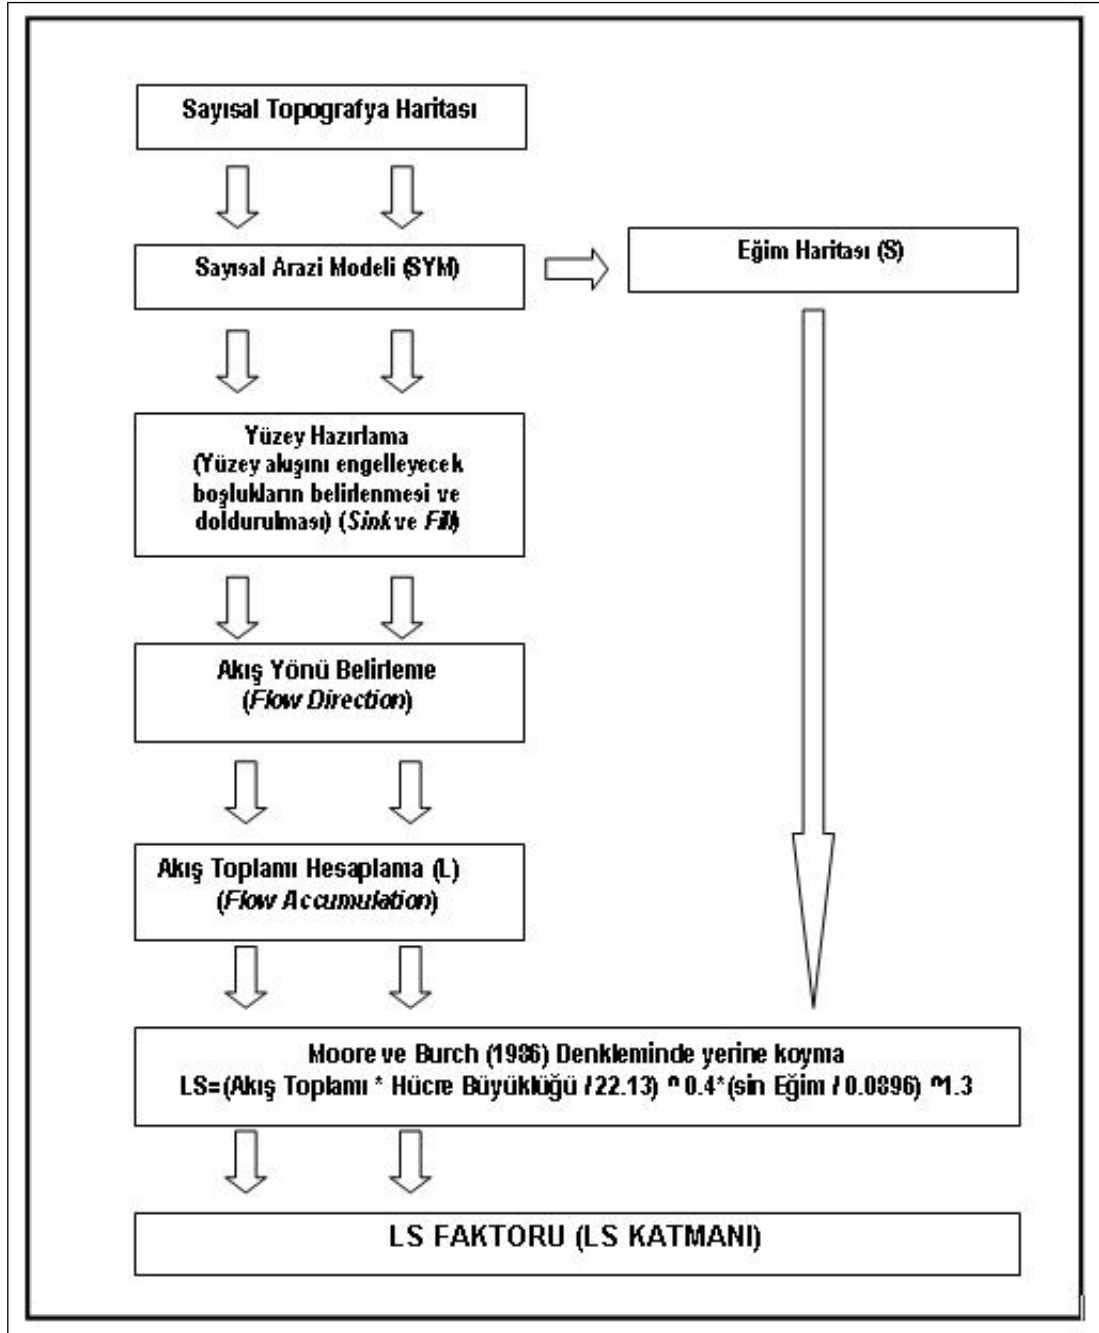 Sayısal Topografya Haritası
Sayısal Arazi Modeli (SYM)
Eğim Haritası (S)
Yüzey Hazırlama
(Yüzey akışını engelleyecek
boşlukların belirlenmesi ve
doldurulması) (Sink ve Fill)
Akış Yönü Belirleme
(Flow Direction)
Akış Toplamı Hesaplama (L)
(Flow Accumulation)
Moore ve Burch (1986) Denkleminde yerine koyma
LS=(Akış Toplamı * Hücre Büyüklüğü / 22.13) ^ 0.4*(sin Eğim / 0.0896) ^1.3
LS FAKTORU (LS KATMANI)